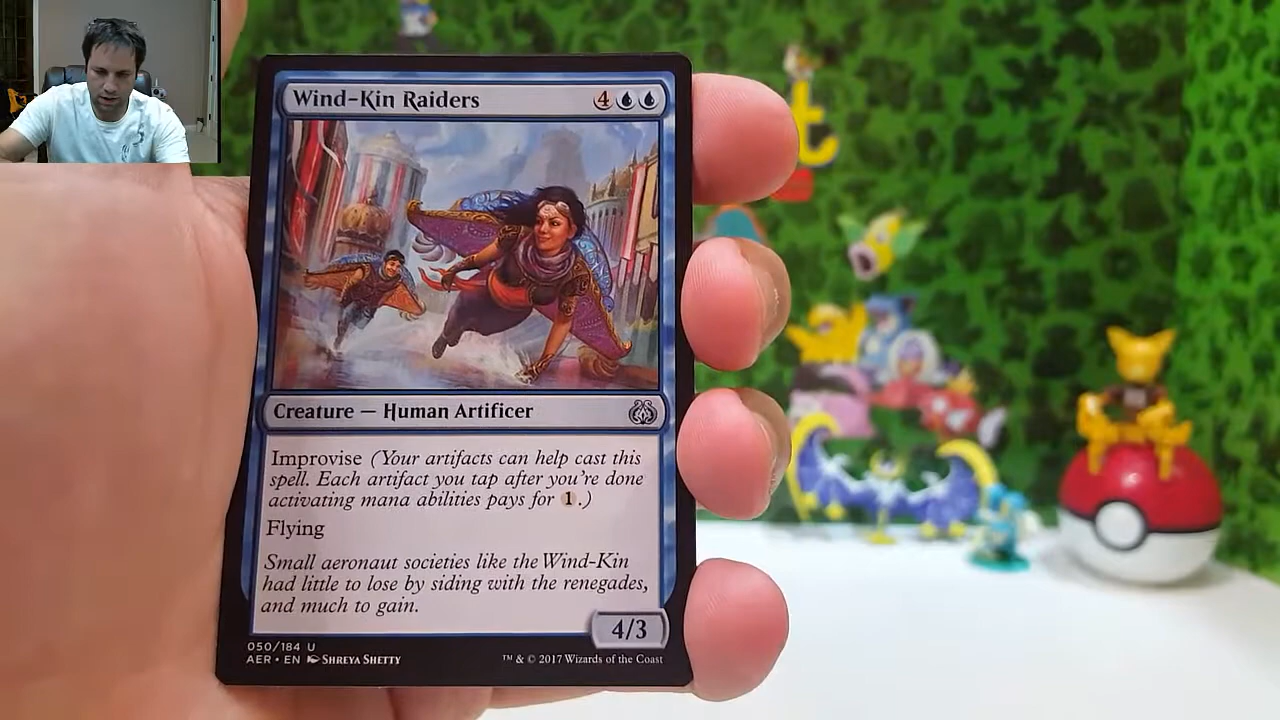 Wind-Kin Raiders 4
Creature — Human Artificer
Improvise (Your artifacts can help cast this
spell. Each artifact you tap after you're done
activating mana abilities pays for 1.)
Flying
Small aeronaut societies like the Wind-Kin
had little to lose by siding with the renegades,
and much to gain.
4/3
050/184 U
AER • EN Shreya Shetty
™ & © 2017 Wizards of the Coast